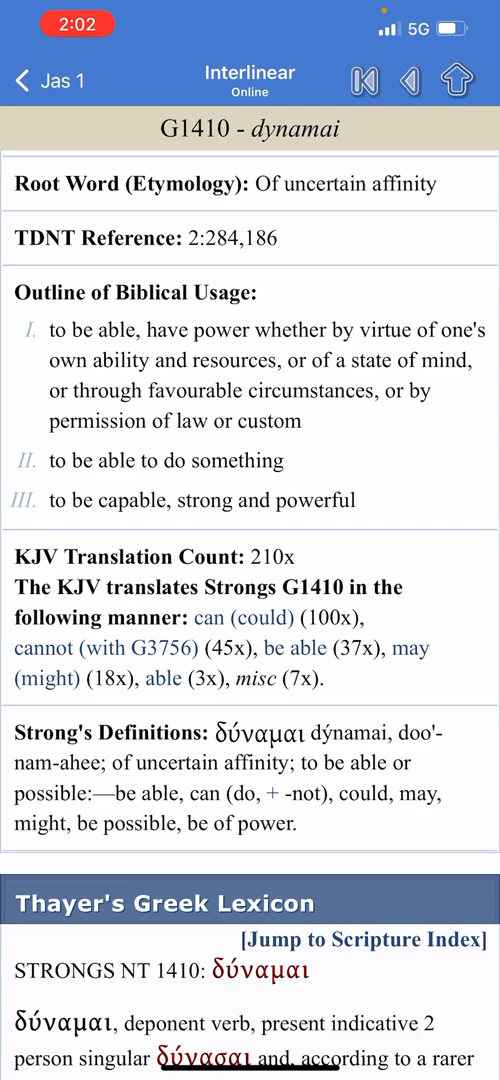 2:02
5G
Jas 1
Interlinear
Online
G1410 - dynamai
Root Word (Etymology): Of uncertain affinity
TDNT Reference: 2:284,186
Outline of Biblical Usage:
I. to be able, have power whether by virtue of one's
own ability and resources, or of a state of mind,
or through favourable circumstances, or by
permission of law or custom
II. to be able to do something
III. to be capable, strong and powerful
KJV Translation Count: 210x
The KJV translates Strongs G1410 in the
following manner: can (could) (100x),
cannot (with G3756) (45x), be able (37x), may
(might) (18x), able (3x), misc (7x).
Strong's Definitions: δύναμαι dýnamai, doo'-
nam-ahee; of uncertain affinity; to be able or
possible:—be able, can (do, + -not), could, may,
might, be possible, be of power.
Thayer's Greek Lexicon
[Jump to Scripture Index]
STRONGS NT 1410: δύναμαι
δύναμαι, deponent verb, present indicative 2
person singular δύνασαι and, according to a rarer